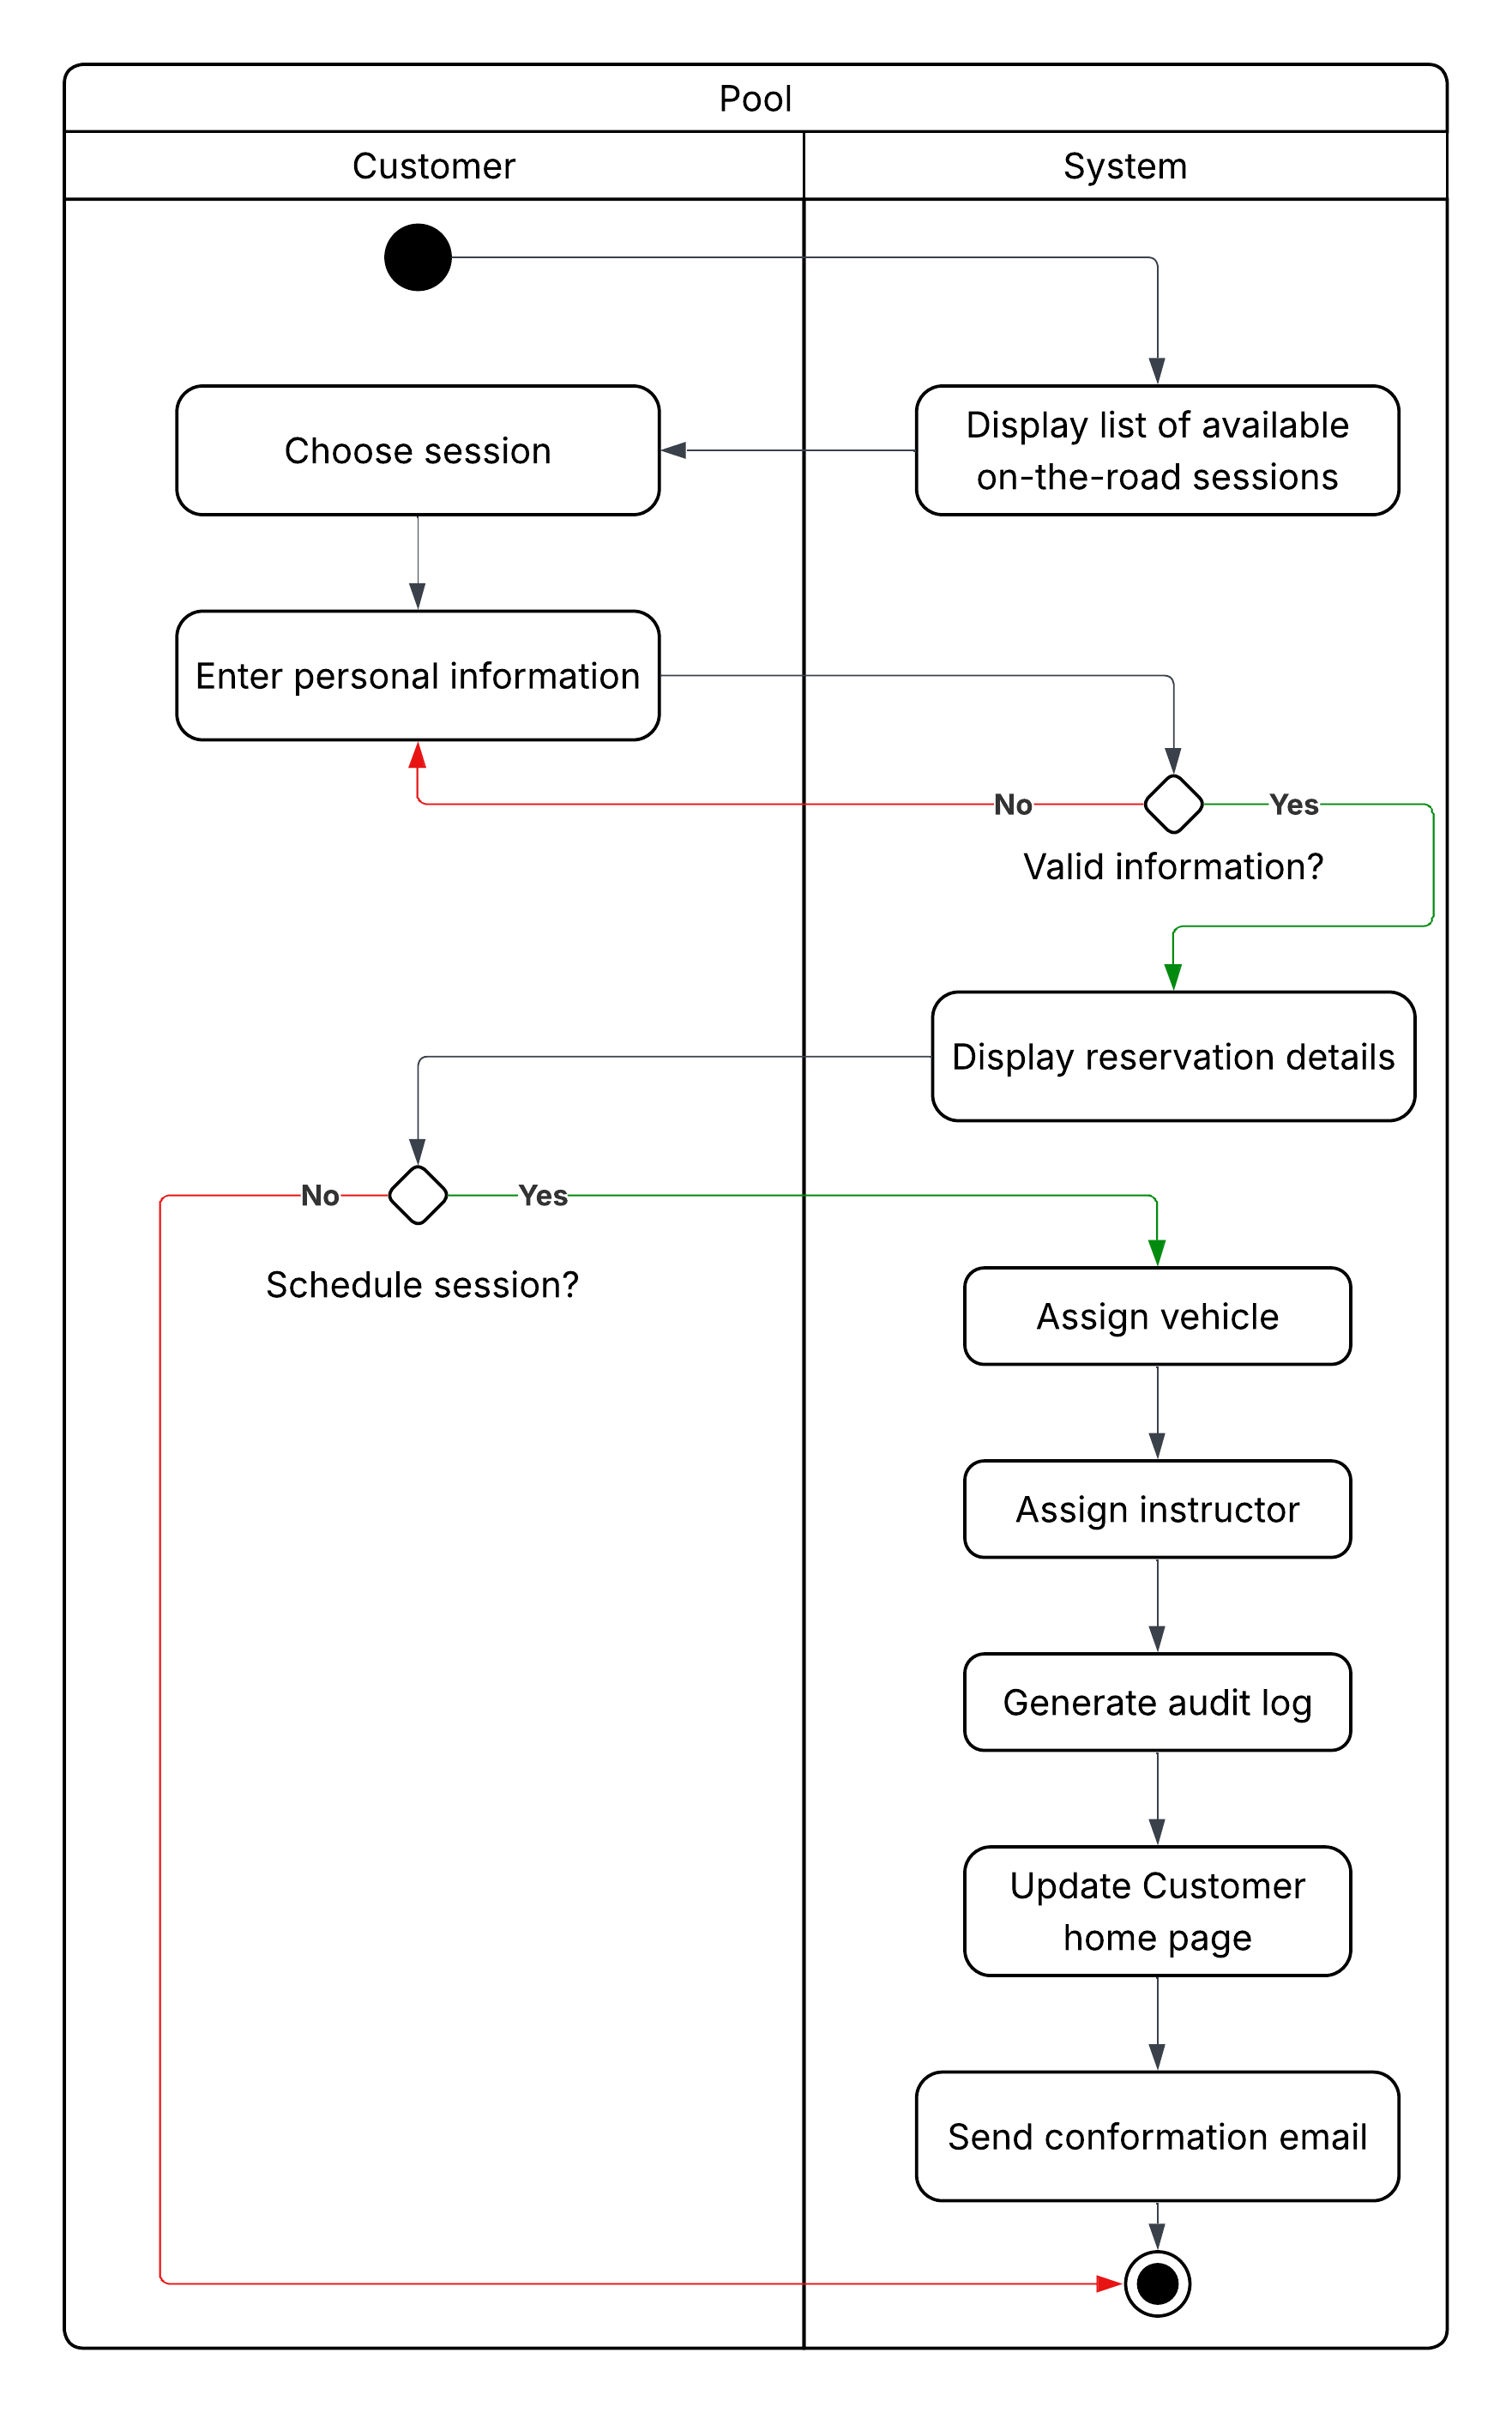 Pool
Customer
System
Choose session
Display list of available
on-the-road sessions
Enter personal information
No
Yes
Valid information?
Display reservation details
No
Yes
Schedule session?
Assign vehicle
Assign instructor
Generate audit log
Update Customer
home page
Send conformation email